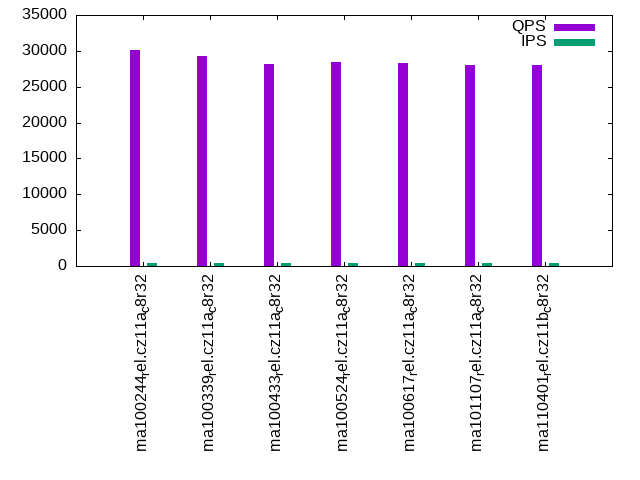 35000
30000
25000
20000
15000
10000
5000
0
QPS
IPS
ma100244rel.cz11ac8r32
ma100339rel.cz11ac8r32
ma100433rel.cz11ac8r32
ma100524rel.cz11ac8r32
ma100617rel.cz11ac8r32
ma101107rel.cz11ac8r32
ma110401rel.cz11bc8r32